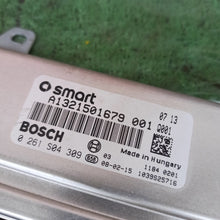 smart
07 13
A1321501679 001 Q001
BOSCH
0 261 S04 309
03
Made in Hungary
08-02-15
1184 0201
1039S25716